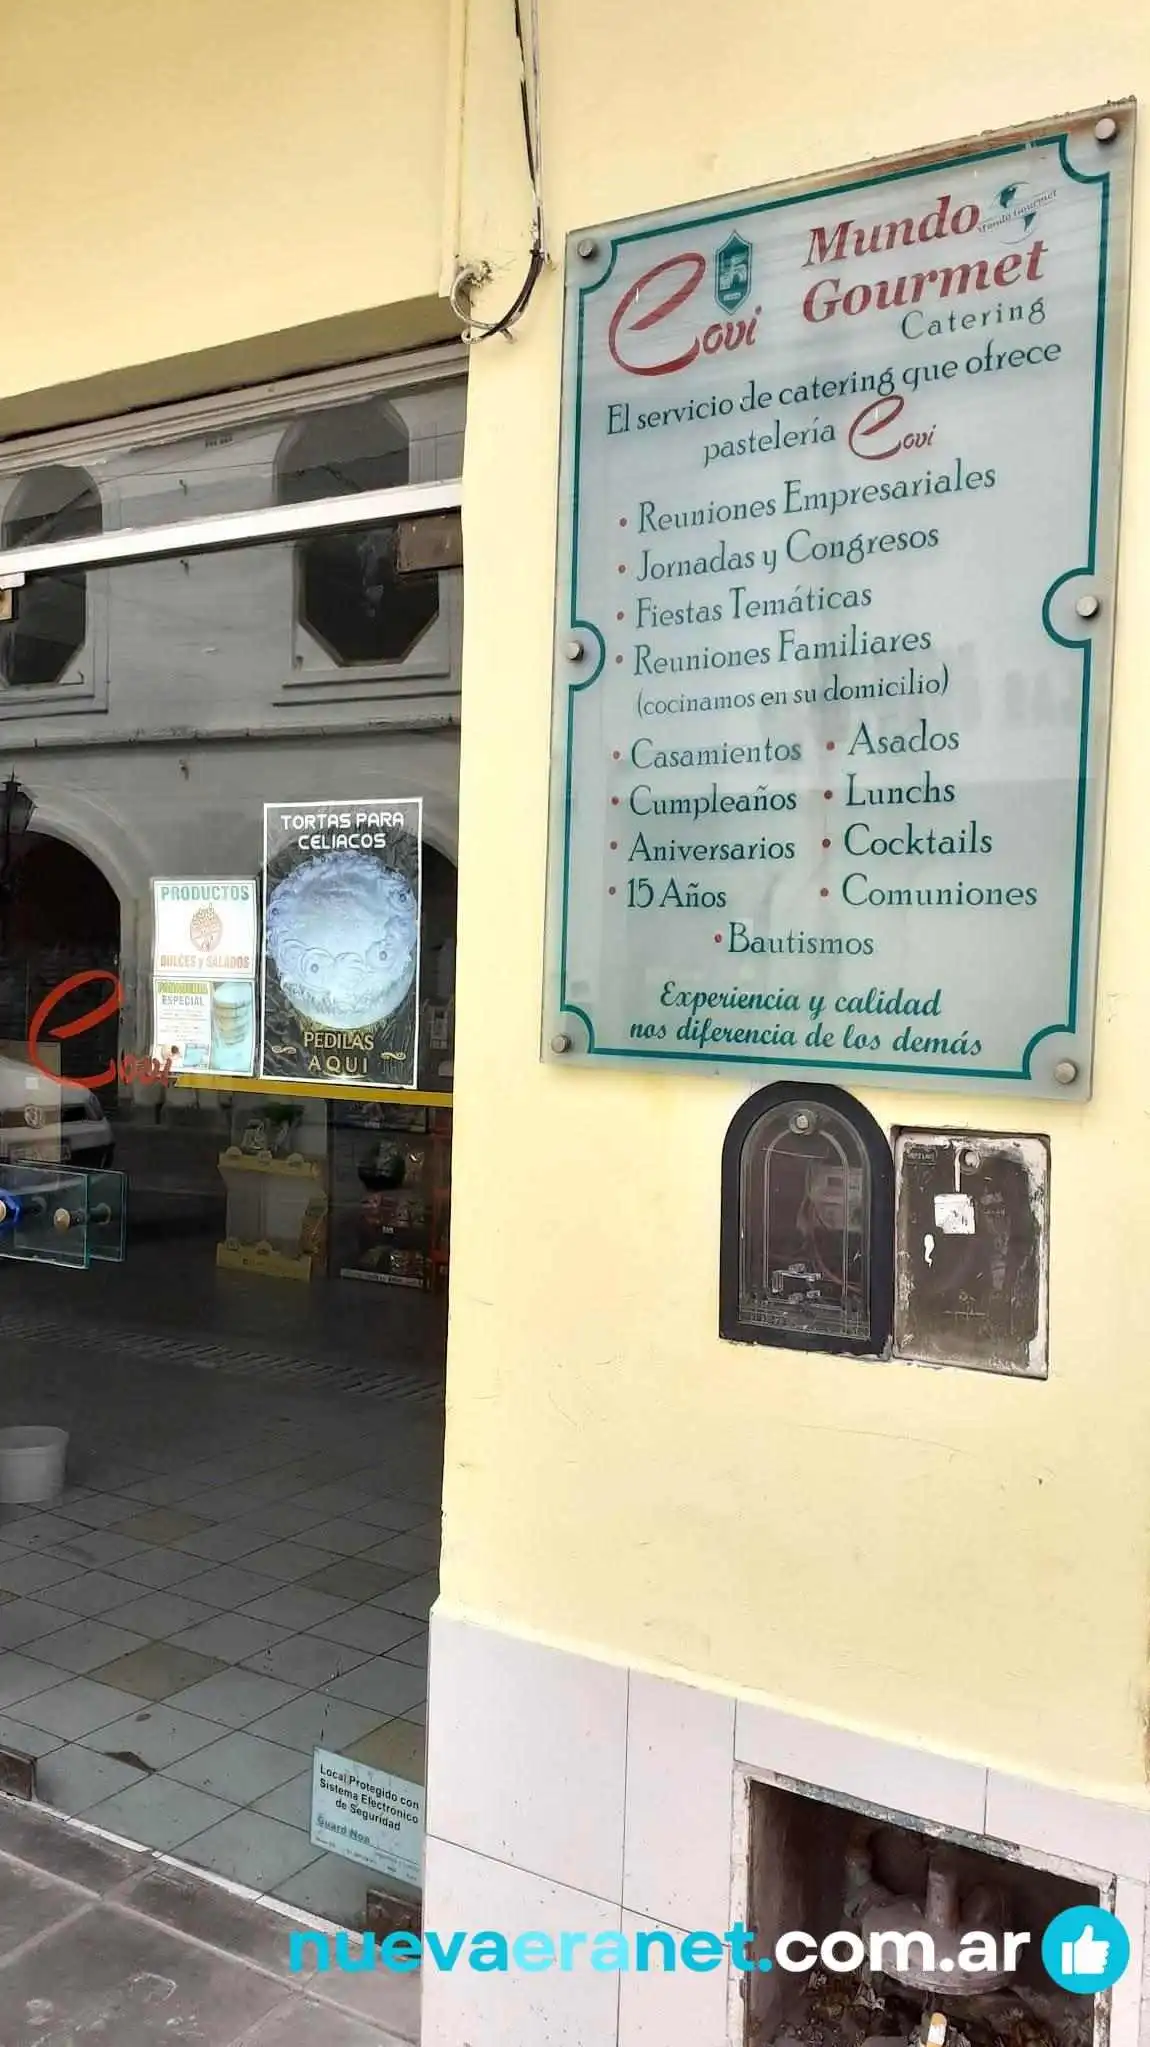 Covi
Mundo
Gourmet
Mundo Gourmet
Catering
El servicio de catering que ofrece
pastelería Covi
• Reuniones Empresariales
• Jornadas y Congresos
• Fiestas Temáticas
• Reuniones Familiares
(cocinamos en su domicilio)
• Casamientos • Asados
• Cumpleaños • Lunchs
• Aniversarios • Cocktails
• 15 Años • Comuniones
• Bautismos
Experiencia y calidad
nos diferencia de los demás
TORTAS PARA
CELIACOS
PEDILAS
AQUI
PRODUCTOS
DULCES y SALADOS
ESPECIAL
Covi
Local Protegido con
Sistema Electrónico
de Seguridad
nuevaeranet.com.ar